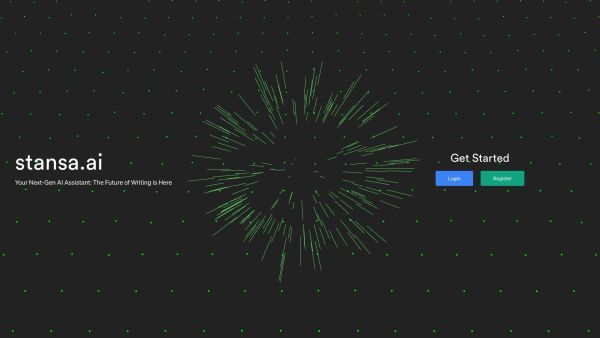 stansa.ai
Your Next-Gen AI Assistant: The Future of Writing is Here
Get Started
Login
Register